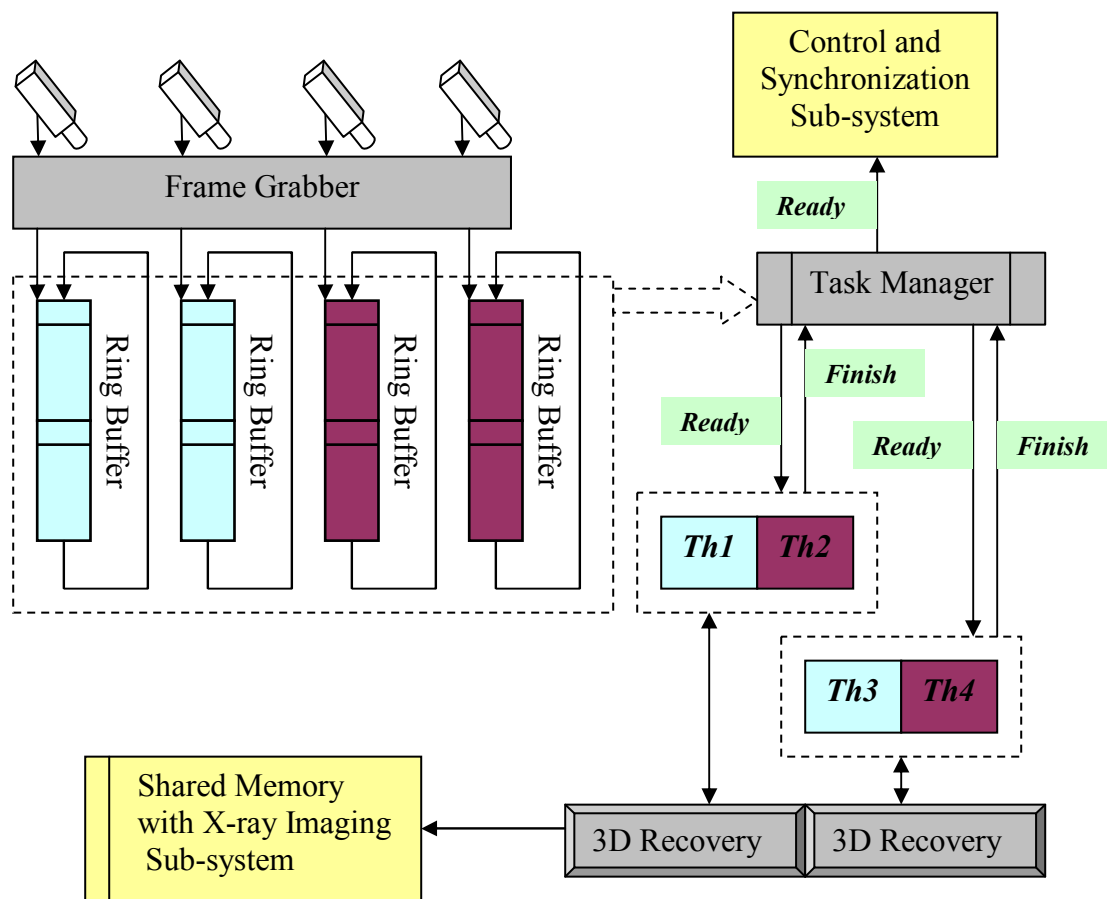 Control and
Synchronization
Sub-system
Frame Grabber
Ready
Task Manager
Ring Buffer
Ring Buffer
Ring Buffer
Ring Buffer
Finish
Ready
Ready
Finish
Th1
Th2
Th3
Th4
Shared Memory
with X-ray Imaging
Sub-system
3D Recovery
3D Recovery